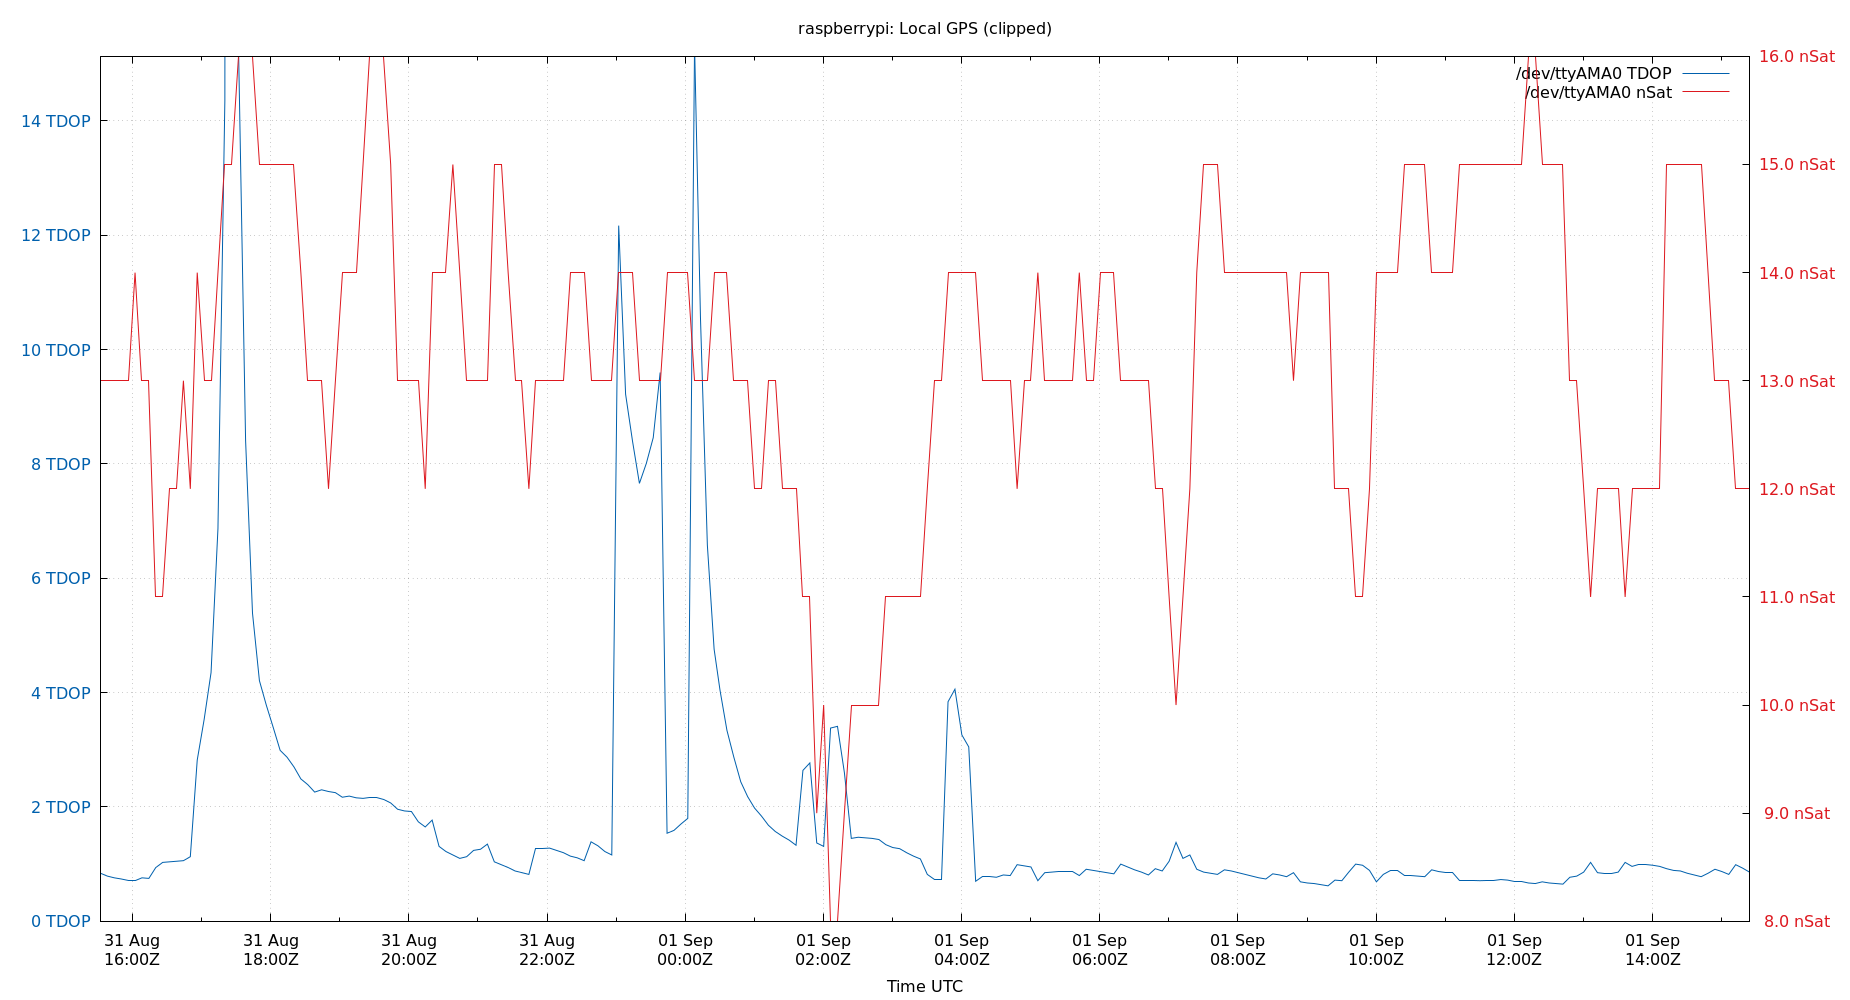 raspberrypi: Local GPS (clipped)
16.0 nSat
/dev/ttyAMA0 TDOP
/dev/ttyAMA0 nSat
14 TDOP
15.0 nSat
12 TDOP
14.0 nSat
10 TDOP
13.0 nSat
8 TDOP
12.0 nSat
6 TDOP
11.0 nSat
4 TDOP
10.0 nSat
2 TDOP
9.0 nSat
0 TDOP
8.0 nSat
31 Aug 31 Aug 31 Aug 31 Aug 01 Sep 01 Sep 01 Sep 01 Sep 01 Sep 01 Sep 01 Sep 01 Sep
16:00Z 18:00Z 20:00Z 22:00Z 00:00Z 02:00Z 04:00Z 06:00Z 08:00Z 10:00Z 12:00Z 14:00Z
Time UTC